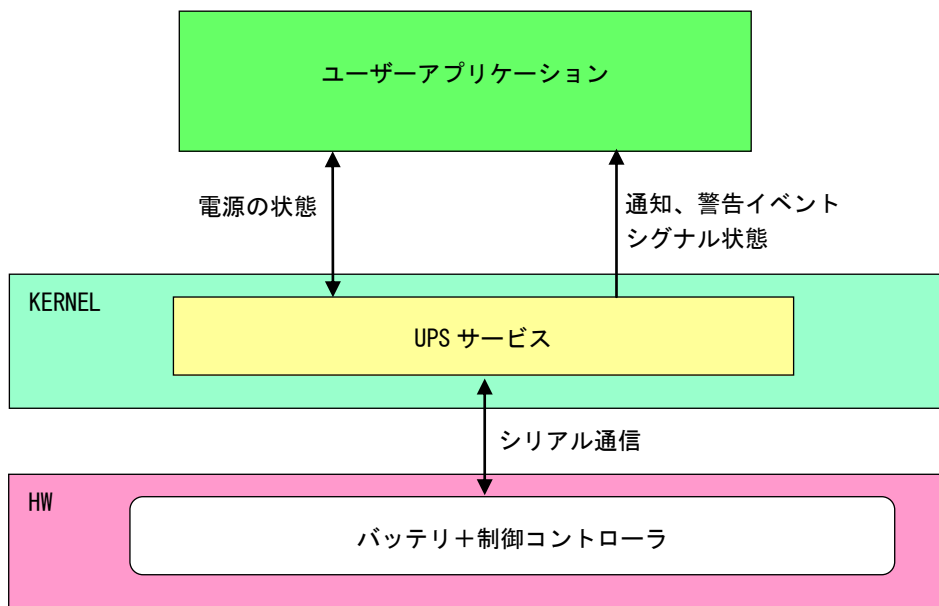 ユーザーアプリケーション
電源の状態
通知、警告イベント
シグナル状態
KERNEL
UPS サービス
シリアル通信
HW
バッテリ＋制御コントローラ